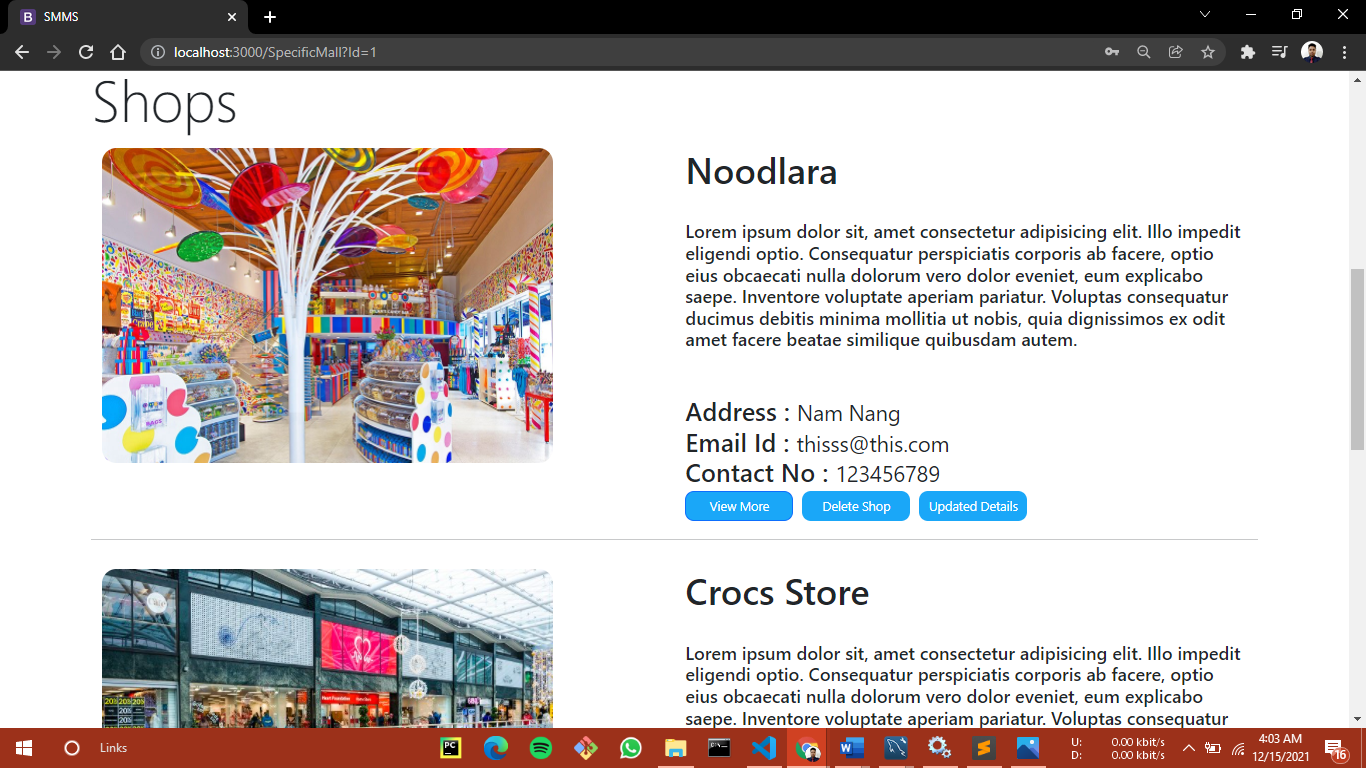 SMMS
localhost:3000/SpecificMall?Id=1
Shops
Noodlara
Lorem ipsum dolor sit, amet consectetur adipisicing elit. Illo impedit
eligendi optio. Consequatur perspiciatis corporis ab facere, optio
eius obcaecati nulla dolorum vero dolor eveniet, eum explicabo
saepe. Inventore voluptate aperiam pariatur. Voluptas consequatur
ducimus debitis minima mollitia ut nobis, quia dignissimos ex odit
amet facere beatae similique quibusdam autem.
Address : Nam Nang
Email Id : thisss@this.com
Contact No : 123456789
View More Delete Shop Updated Details
Crocs Store
Lorem ipsum dolor sit, amet consectetur adipisicing elit. Illo impedit
eligendi optio. Consequatur perspiciatis corporis ab facere, optio
eius obcaecati nulla dolorum vero dolor eveniet, eum explicabo
saepe. Inventore voluptate aperiam pariatur. Voluptas consequatur
Links
U: 0.00 kbit/s
D: 0.00 kbit/s
4:03 AM
12/15/2021
16